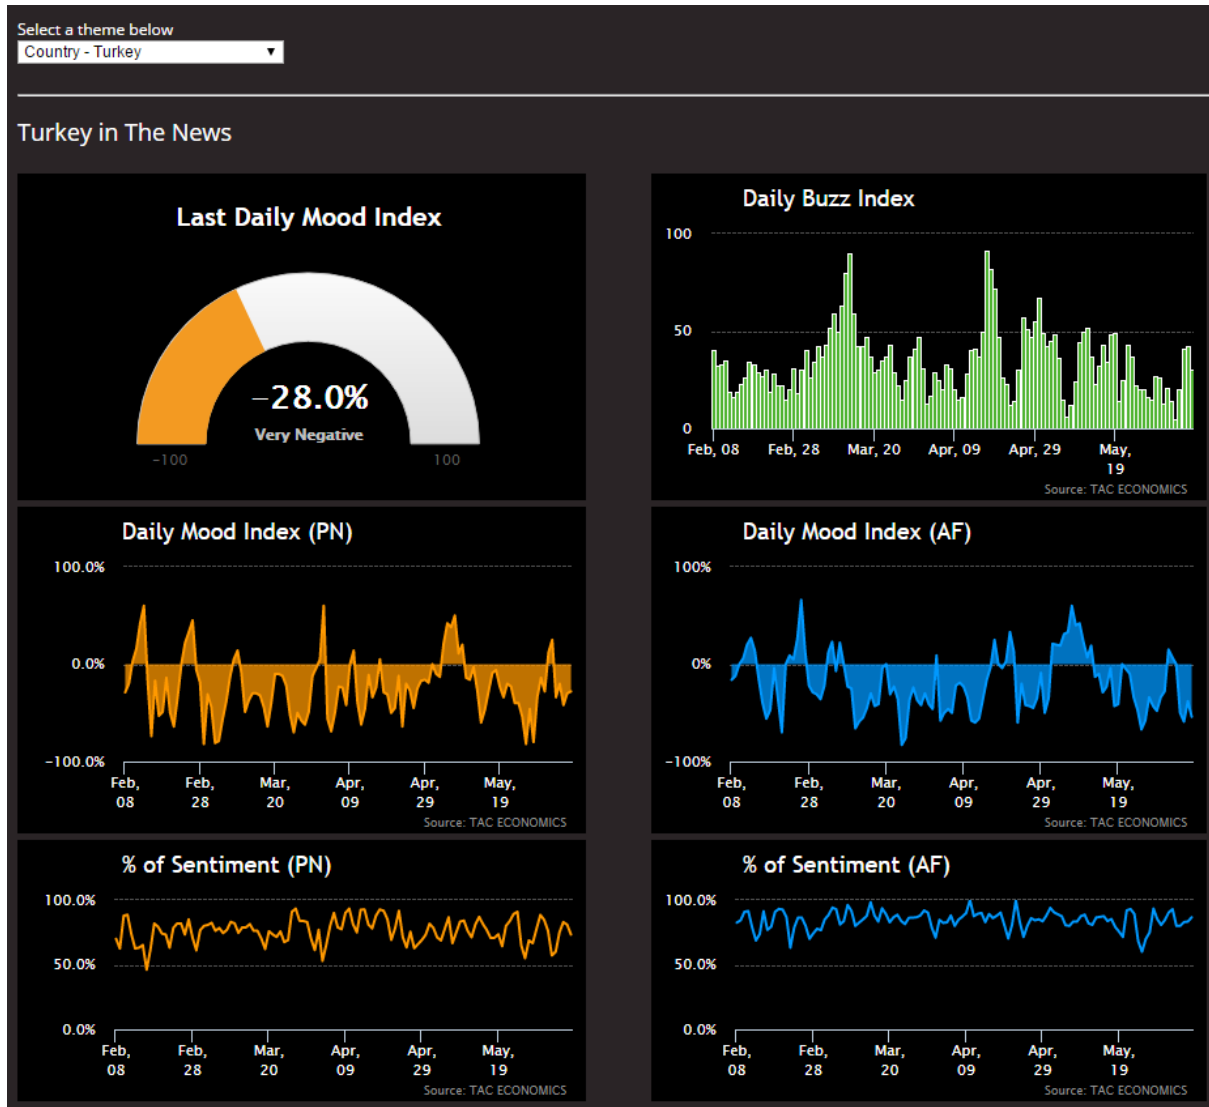 Select a theme below
Country - Turkey
Turkey in The News
Last Daily Mood Index
-28.0%
Very Negative
-100 100
Daily Buzz Index
100
50
0
Feb, 08 Feb, 28 Mar, 20 Apr, 09 Apr, 29 May,
19
Source: TAC ECONOMICS
Daily Mood Index (PN)
100.0%
0.0%
-100.0%
Feb, Feb, Mar, Apr, Apr, May,
08 28 20 09 29 19
Source: TAC ECONOMICS
Daily Mood Index (AF)
100%
0%
-100%
Feb, Feb, Mar, Apr, Apr, May,
08 28 20 09 29 19
Source: TAC ECONOMICS
% of Sentiment (PN)
100.0%
50.0%
0.0%
Feb, Feb, Mar, Apr, Apr, May,
08 28 20 09 29 19
Source: TAC ECONOMICS
% of Sentiment (AF)
100.0%
50.0%
0.0%
Feb, Feb, Mar, Apr, Apr, May,
08 28 20 09 29 19
Source: TAC ECONOMICS